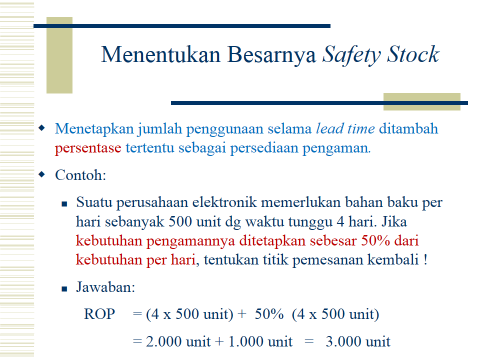 Menentukan Besarnya Safety Stock
Menetapkan jumlah penggunaan selama lead time ditambah
persentase tertentu sebagai persediaan pengaman.
Contoh:
Suatu perusahaan elektronik memerlukan bahan baku per
hari sebanyak 500 unit dg waktu tunggu 4 hari. Jika
kebutuhan pengamannya ditetapkan sebesar 50% dari
kebutuhan per hari, tentukan titik pemesanan kembali !
Jawaban:
ROP = (4 x 500 unit) + 50% (4 x 500 unit)
= 2.000 unit + 1.000 unit = 3.000 unit